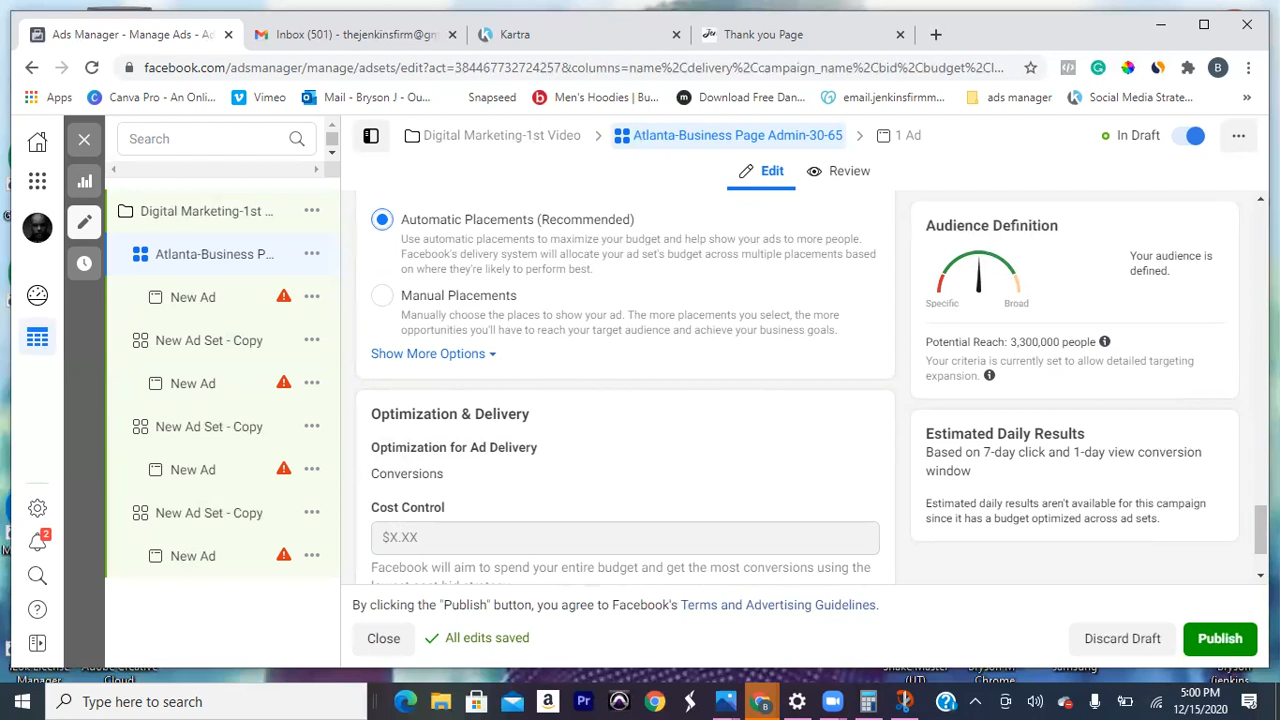 Ads Manager - Manage Ads - Ad
Inbox (501) - thejenkinsfirm@gm
Kartra
Thank you Page
facebook.com/adsmanager/manage/adsets/edit?act=384467732724257&columns=name%2Cdelivery%2Ccampaign_name%2Cbid%2Cbudget%2Cl...
B
Apps
Canva Pro - An Onli...
Vimeo
Mail - Bryson J - Ou...
Snapseed
Men's Hoodies | Bu...
Download Free Dan...
email.jenkinsfirmm...
ads manager
Social Media Strate...
Search
Digital Marketing-1st Video
Atlanta-Business Page Admin-30-65
1 Ad
In Draft
Edit
Review
Digital Marketing-1st ...
Atlanta-Business P...
New Ad
New Ad Set - Copy
New Ad
New Ad Set - Copy
New Ad
New Ad Set - Copy
New Ad
2
Automatic Placements (Recommended)
Use automatic placements to maximize your budget and help show your ads to more people.
Facebook's delivery system will allocate your ad set's budget across multiple placements based
on where they're likely to perform best.
Manual Placements
Manually choose the places to show your ad. The more placements you select, the more
opportunities you'll have to reach your target audience and achieve your business goals.
Show More Options
Optimization & Delivery
Optimization for Ad Delivery
Conversions
Cost Control
$X.XX
Facebook will aim to spend your entire budget and get the most conversions using the
Audience Definition
Your audience is
defined.
Specific
Broad
Potential Reach: 3,300,000 people
Your criteria is currently set to allow detailed targeting
expansion.
Estimated Daily Results
Based on 7-day click and 1-day view conversion
window
Estimated daily results aren't available for this campaign
since it has a budget optimized across ad sets.
By clicking the "Publish" button, you agree to Facebook's Terms and Advertising Guidelines.
Close
All edits saved
Discard Draft
Publish
Manager
Cloud
(UT)
Chrome
jenkins
Type here to search
Pr
5:00 PM
12/15/2020